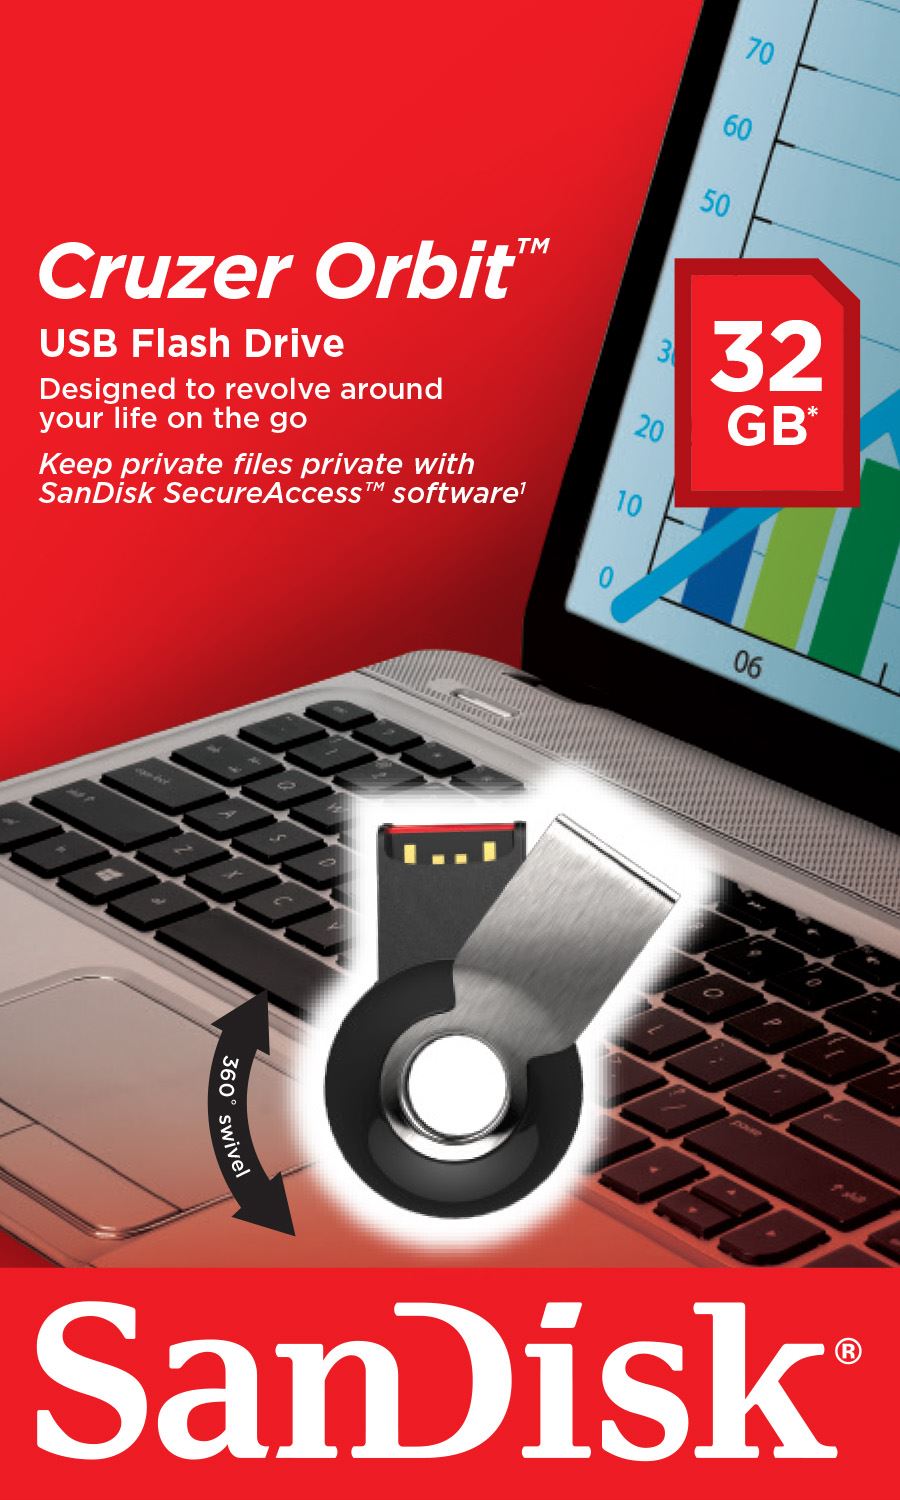 70
60
50
Cruzer Orbit™
USB Flash Drive
Designed to revolve around
your life on the go
Keep private files private with
SanDisk SecureAccess™ software¹
32
GB*
20
10
0
06
360° swivel
SanDisk®